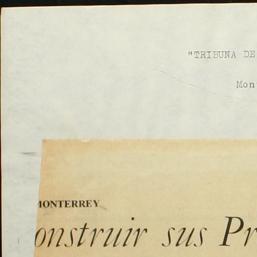 "TRIBUNA DE
Mon
MONTERREY
onstruir sus Pr